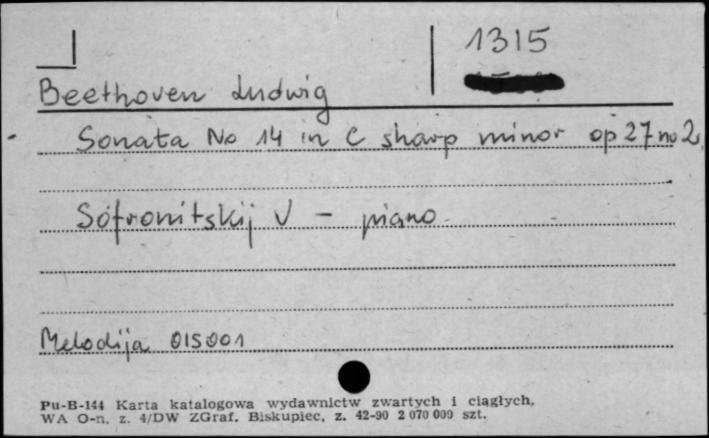 1315
Beethoven Ludwig
Sonata No 14 in C sharp minor op 27 no 2
Sofronitskij V – piano
Melodija 015001
Pu-B-144 Karta katalogowa wydawnictw zwartych i ciągłych,
WA O-n, z. 4/DW ZGraf. Biskupiec, z. 42-90 2 070 000 szt.